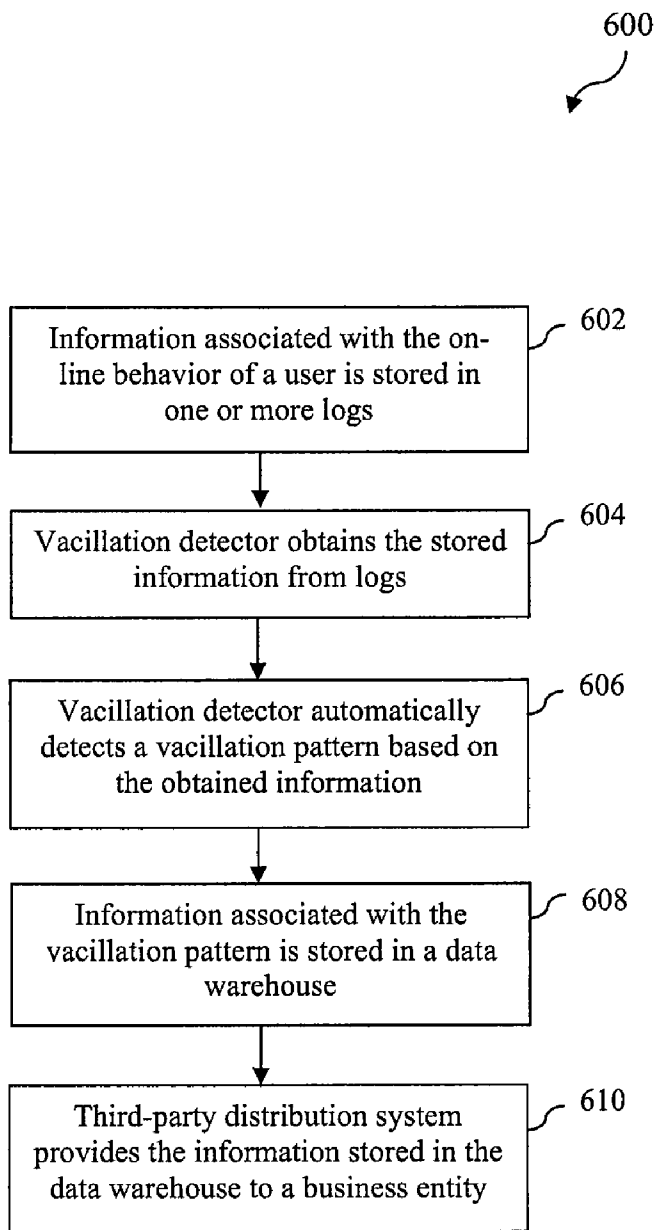 600
602
Information associated with the on-
line behavior of a user is stored in
one or more logs
604
Vacillation detector obtains the stored
information from logs
606
Vacillation detector automatically
detects a vacillation pattern based on
the obtained information
608
Information associated with the
vacillation pattern is stored in a data
warehouse
610
Third-party distribution system
provides the information stored in the
data warehouse to a business entity